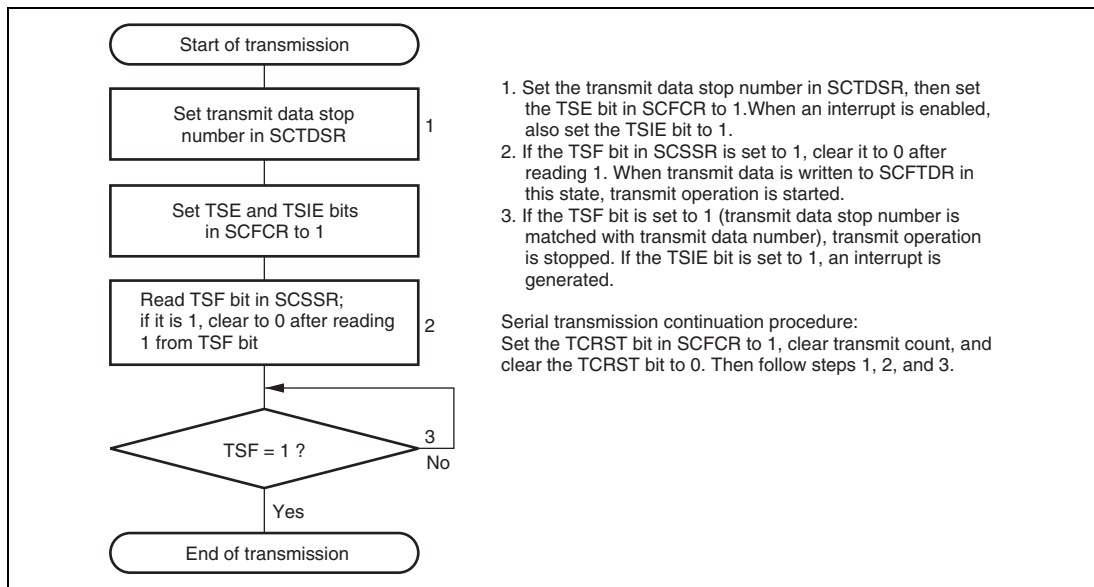 Start of transmission
Set transmit data stop
number in SCTDSR
1
Set TSE and TSIE bits
in SCFCR to 1
Read TSF bit in SCSSR;
if it is 1, clear to 0 after reading
1 from TSF bit
2
TSF = 1 ?
3
No
Yes
End of transmission
1. Set the transmit data stop number in SCTDSR, then set
the TSE bit in SCFCR to 1.When an interrupt is enabled,
also set the TSIE bit to 1.
2. If the TSF bit in SCSSR is set to 1, clear it to 0 after
reading 1. When transmit data is written to SCFTDR in
this state, transmit operation is started.
3. If the TSF bit is set to 1 (transmit data stop number is
matched with transmit data number), transmit operation
is stopped. If the TSIE bit is set to 1, an interrupt is
generated.
Serial transmission continuation procedure:
Set the TCRST bit in SCFCR to 1, clear transmit count, and
clear the TCRST bit to 0. Then follow steps 1, 2, and 3.